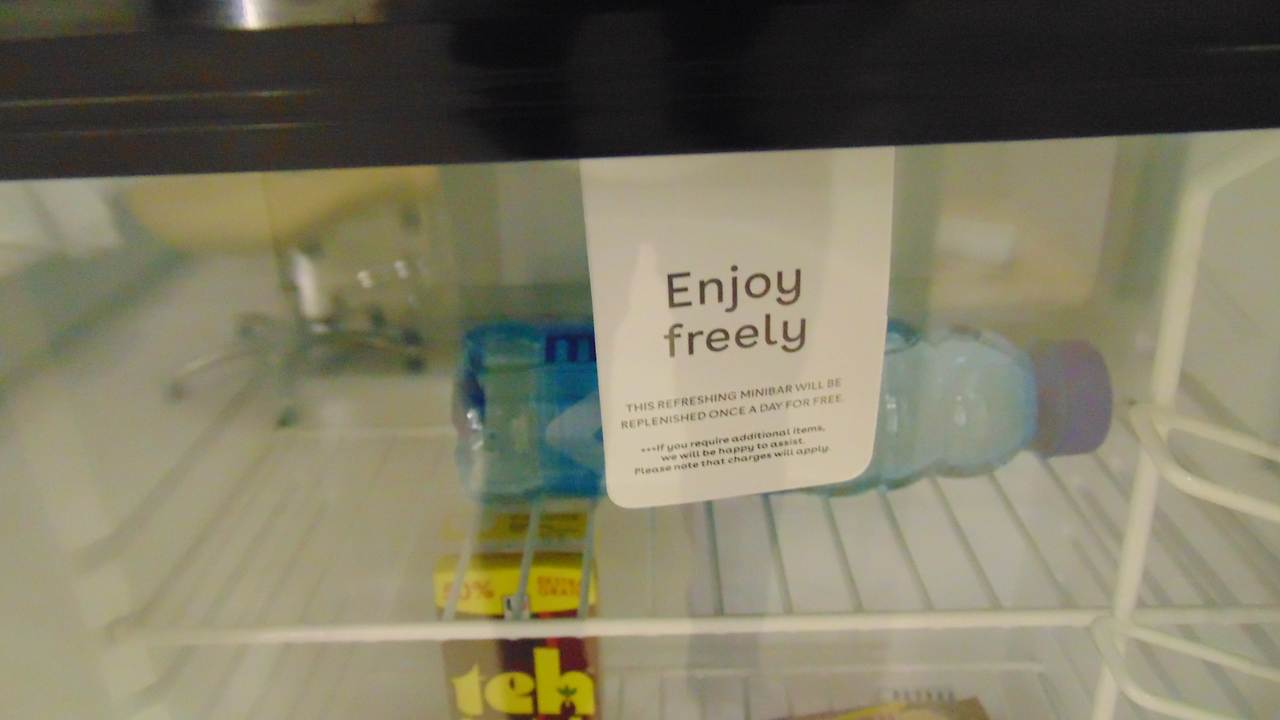 Enjoy
freely
THIS REFRESHING MINIBAR WILL BE
REPLENISHED ONCE A DAY FOR FREE.
***If you require additional items,
we will be happy to assist.
Please note that charges will apply.
teh